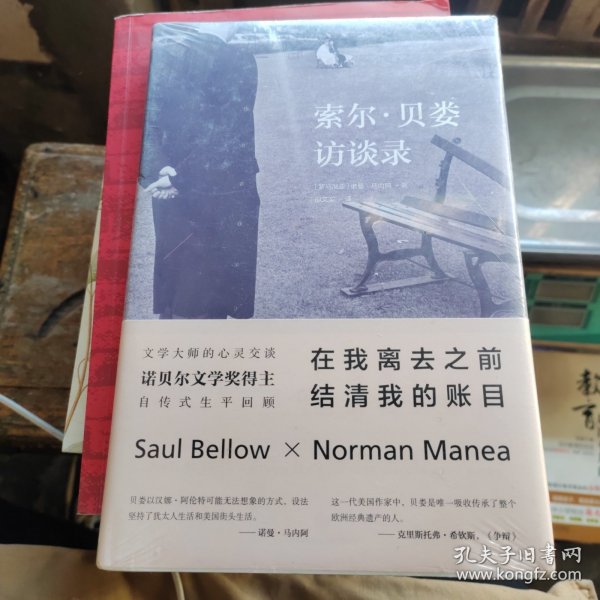 索尔·贝娄
访谈录
文学大师的心灵交谈
诺贝尔文学奖得主
自传式生平回顾
在我离去之前
结清我的账目
Saul Bellow × Norman Manea
贝娄以汉娜·阿伦特可能无法想象的方式，设法
坚持了犹太人生活和美国街头生活。
——诺曼·马内阿
这一代美国作家中，贝娄是唯一吸收传承了整个
欧洲经典遗产的人。
——克里斯托弗·希钦斯，《争辩》
孔夫子旧书网
www.kongfz.com